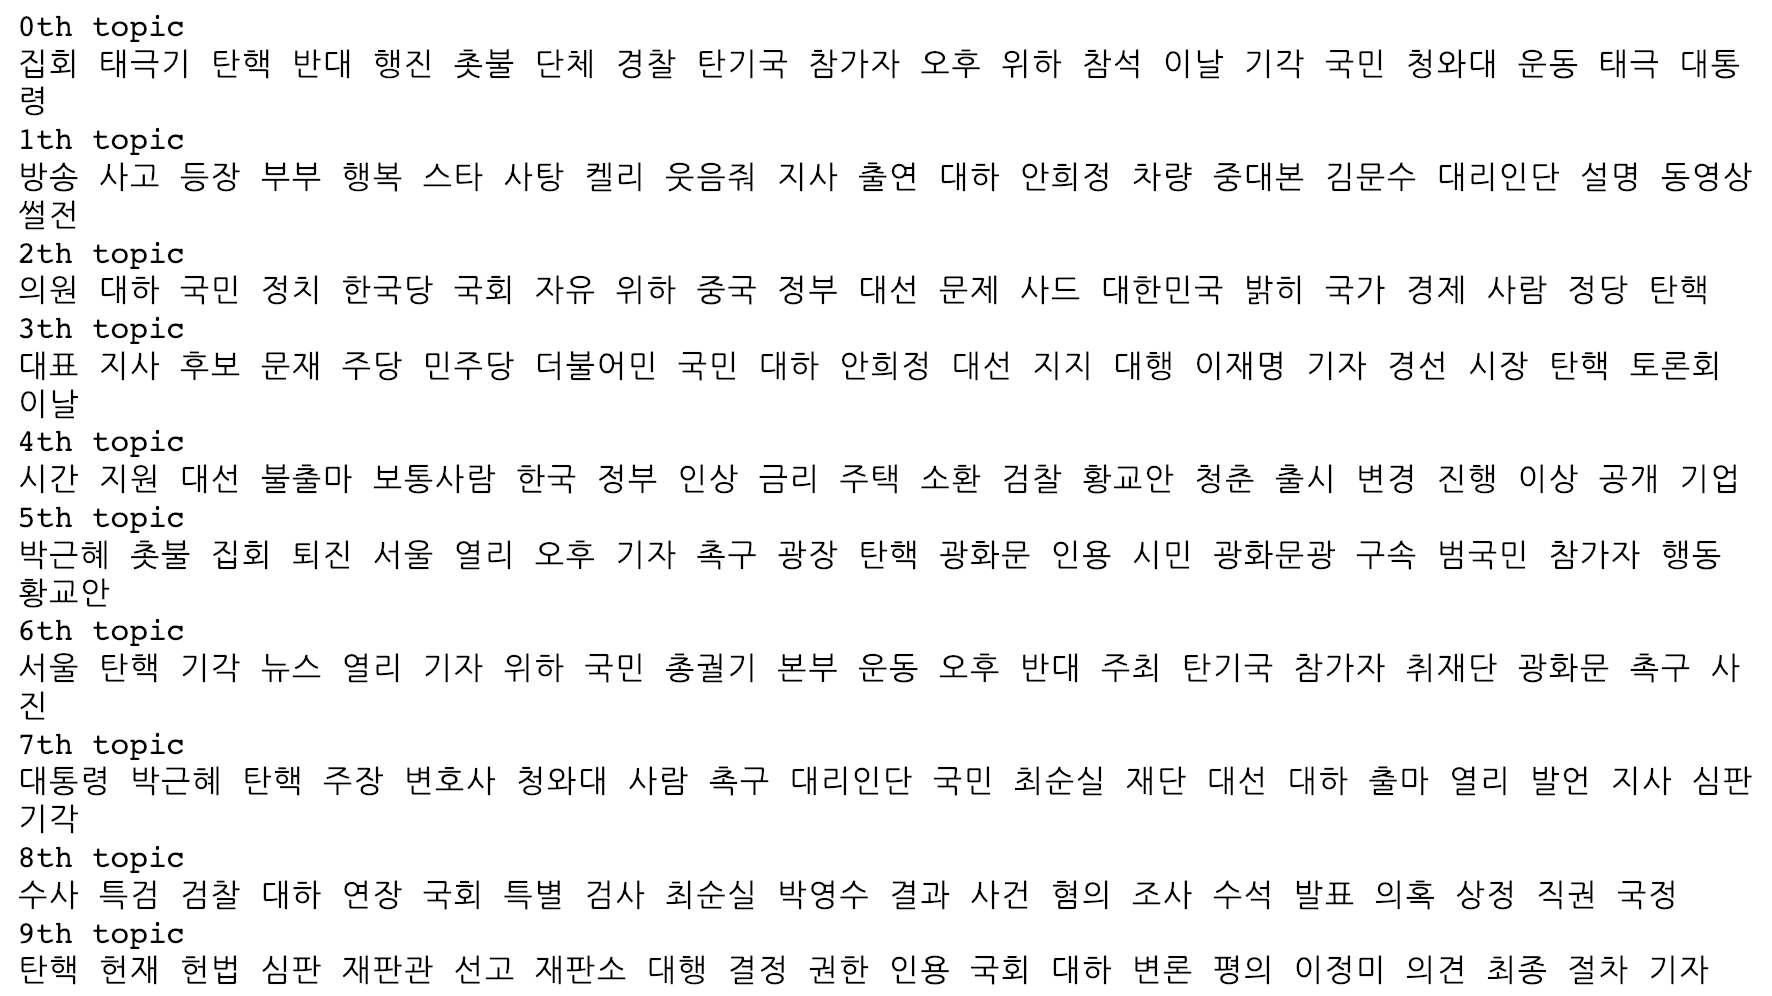 0th topic
집회 태극기 탄핵 반대 행진 촛불 단체 경찰 탄기국 참가자 오후 위하 참석 이날 기각 국민 청와대 운동 태극 대통
령
1th topic
방송 사고 등장 부부 행복 스타 사탕 켈리 웃음줘 지사 출연 대하 안희정 차량 중대본 김문수 대리인단 설명 동영상
썰전
2th topic
의원 대하 국민 정치 한국당 국회 자유 위하 중국 정부 대선 문제 사드 대한민국 밝히 국가 경제 사람 정당 탄핵
3th topic
대표 지사 후보 문재 주당 민주당 더불어민 국민 대하 안희정 대선 지지 대행 이재명 기자 경선 시장 탄핵 토론회
이날
4th topic
시간 지원 대선 불출마 보통사람 한국 정부 인상 금리 주택 소환 검찰 황교안 청춘 출시 변경 진행 이상 공개 기업
5th topic
박근혜 촛불 집회 퇴진 서울 열리 오후 기자 촉구 광장 탄핵 광화문 인용 시민 광화문광 구속 범국민 참가자 행동
황교안
6th topic
서울 탄핵 기각 뉴스 열리 기자 위하 국민 총궐기 본부 운동 오후 반대 주최 탄기국 참가자 취재단 광화문 촉구 사
진
7th topic
대통령 박근혜 탄핵 주장 변호사 청와대 사람 촉구 대리인단 국민 최순실 재단 대선 대하 출마 열리 발언 지사 심판
기각
8th topic
수사 특검 검찰 대하 연장 국회 특별 검사 최순실 박영수 결과 사건 혐의 조사 수석 발표 의혹 상정 직권 국정
9th topic
탄핵 헌재 헌법 심판 재판관 선고 재판소 대행 결정 권한 인용 국회 대하 변론 평의 이정미 의견 최종 절차 기자